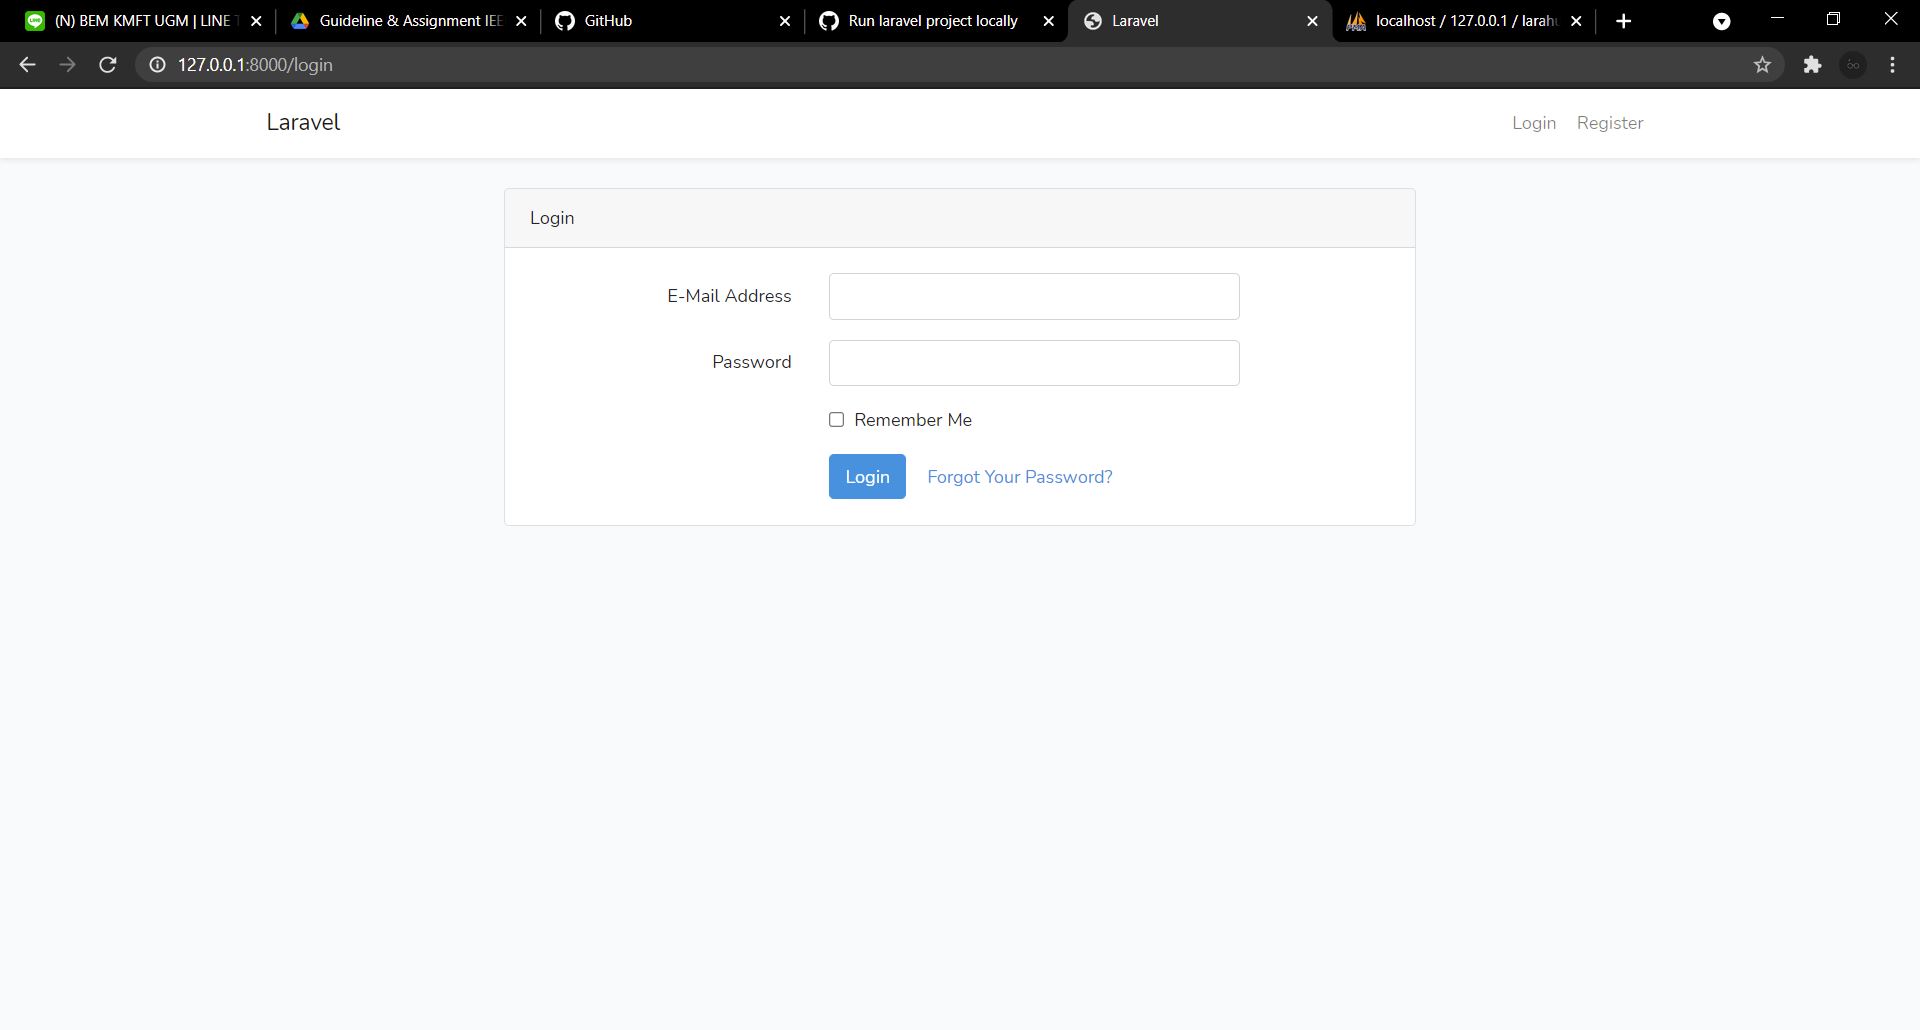 (N) BEM KMFT UGM | LINE
Guideline & Assignment IEE
GitHub
Run laravel project locally
Laravel
localhost / 127.0.0.1 / larah
127.0.0.1:8000/login
Laravel
Login
Register
Login
E-Mail Address
Password
Remember Me
Login
Forgot Your Password?